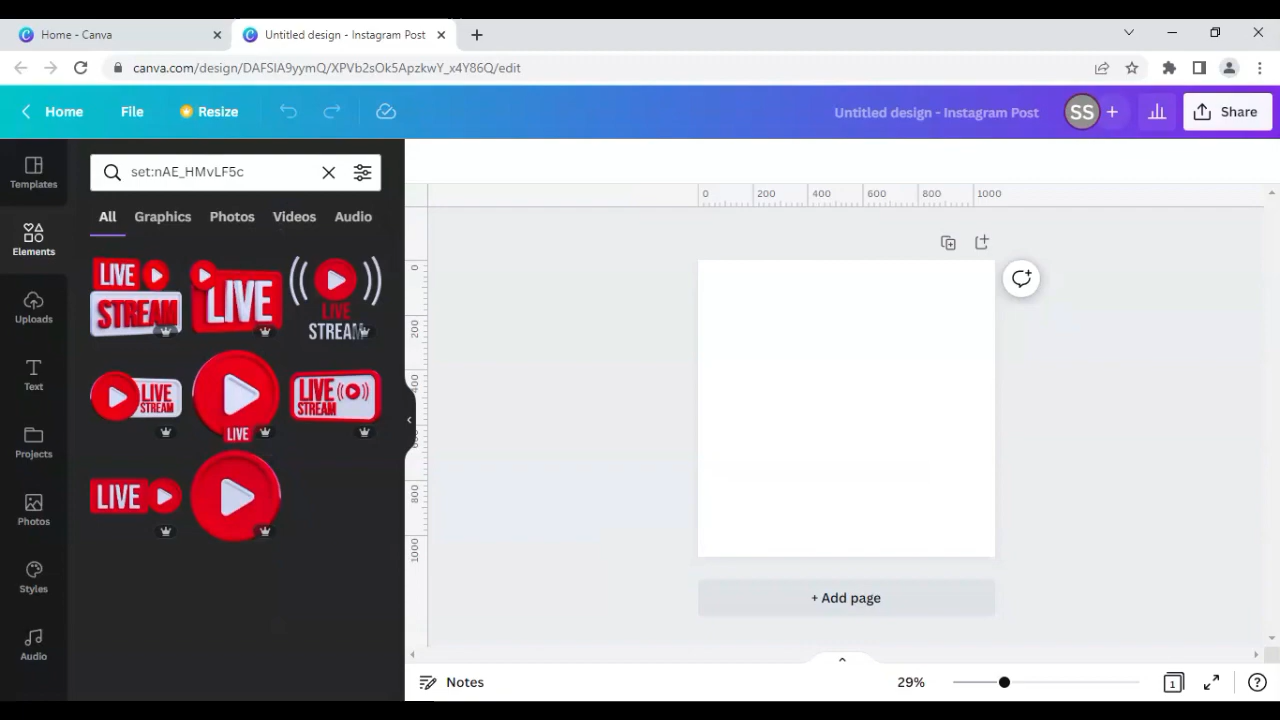 Home - Canva
Untitled design - Instagram Post
canva.com/design/DAFSIA9yymQ/XPVb2sOk5ApzkwY_x4Y86Q/edit
Home
File
Resize
Untitled design - Instagram Post
SS
+
Share
Templates
Elements
Uploads
Text
Projects
Photos
Styles
Audio
set:nAE_HMvLF5c
All
Graphics
Photos
Videos
Audio
LIVE
STREAM
LIVE
LIVE
STREAM
LIVE
STREAM
LIVE
LIVE
STREAM
LIVE
0 200 400 600 800 1000
0
200
400
800
1000
+ Add page
Notes
29%
1
?